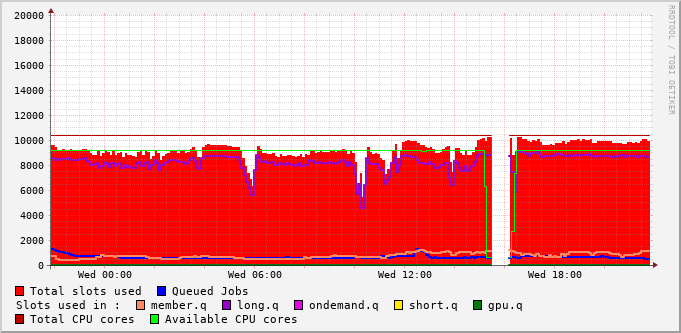 20000
18000
16000
14000
12000
10000
8000
6000
4000
2000
0
Wed 00:00 Wed 06:00 Wed 12:00 Wed 18:00
RRDTOOL / TOBI OETIKER
Total slots used Queued Jobs
Slots used in : member.q long.q ondemand.q short.q gpu.q
Total CPU cores Available CPU cores